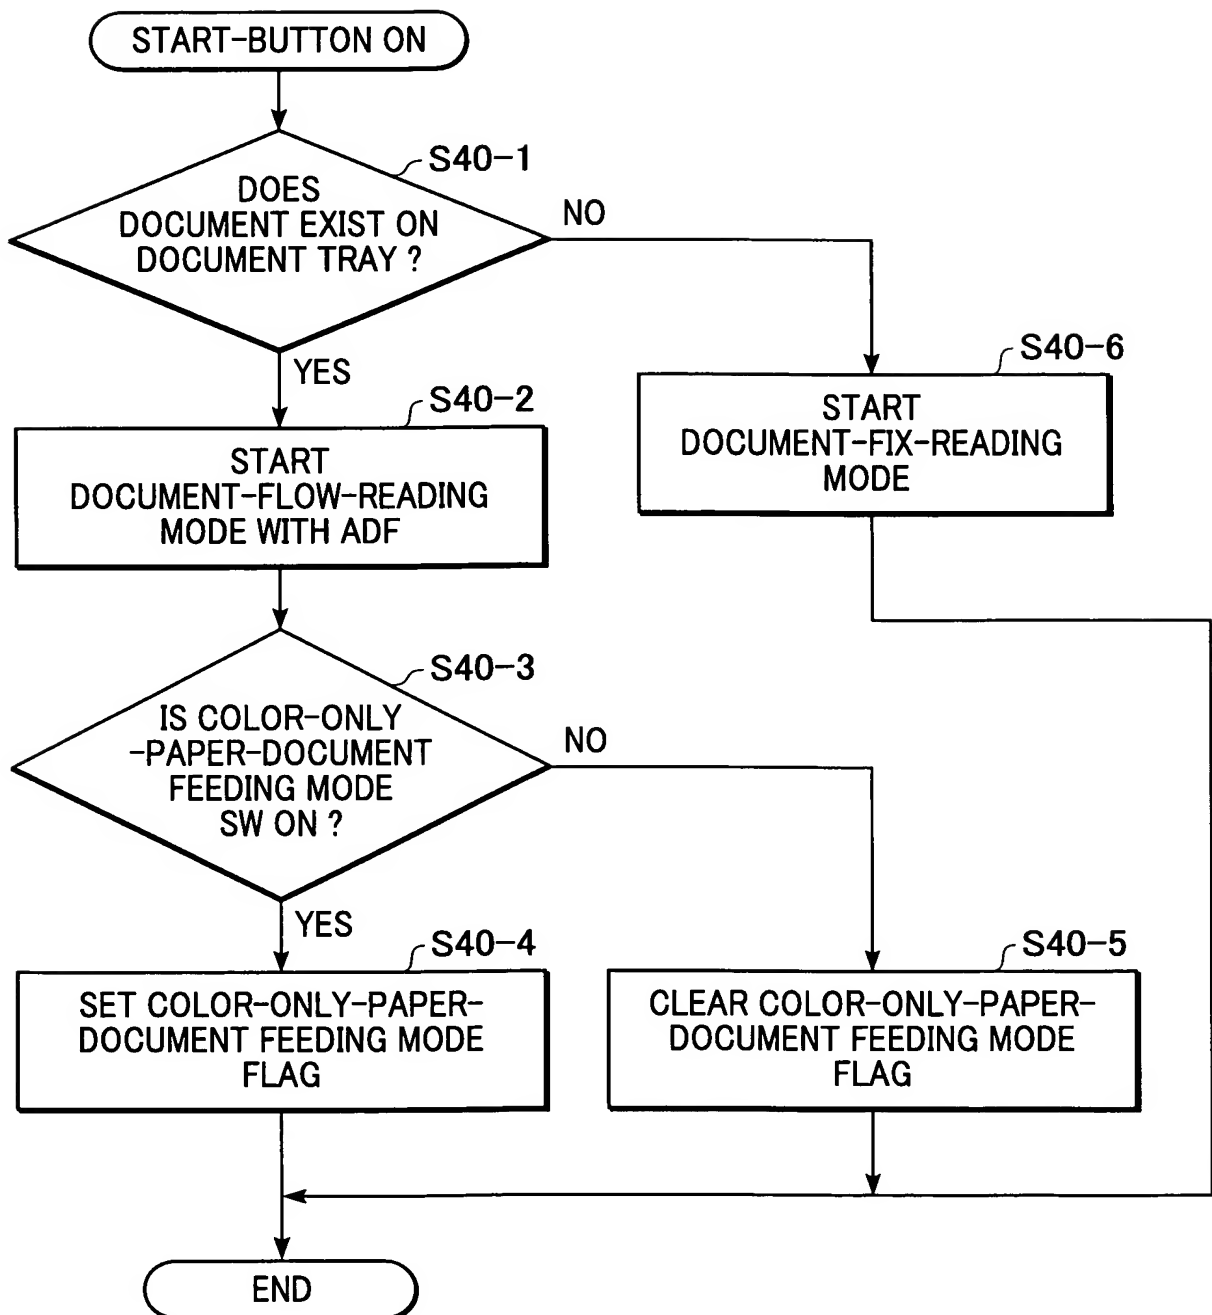 START-BUTTON ON
S40-1
DOES
DOCUMENT EXIST ON
DOCUMENT TRAY ?
NO
YES
S40-2
START
DOCUMENT-FLOW-READING
MODE WITH ADF
S40-6
START
DOCUMENT-FIX-READING
MODE
S40-3
IS COLOR-ONLY
-PAPER-DOCUMENT
FEEDING MODE
SW ON ?
NO
YES
S40-4
SET COLOR-ONLY-PAPER-
DOCUMENT FEEDING MODE
FLAG
S40-5
CLEAR COLOR-ONLY-PAPER-
DOCUMENT FEEDING MODE
FLAG
END